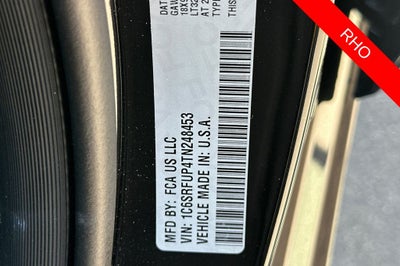 MFD BY: FCA US LLC
VIN: 1C6SRFUP4TN248453
VEHICLE MADE IN: U.S.A.
RHO